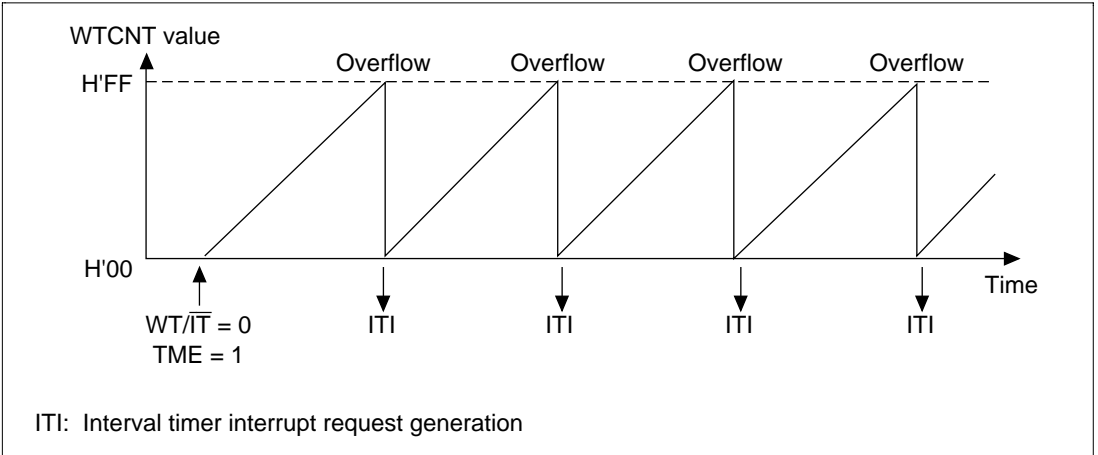 WTCNT value
Overflow Overflow Overflow Overflow
H'FF
H'00
Time
WT/I̅T̅ = 0
TME = 1
ITI ITI ITI ITI
ITI: Interval timer interrupt request generation